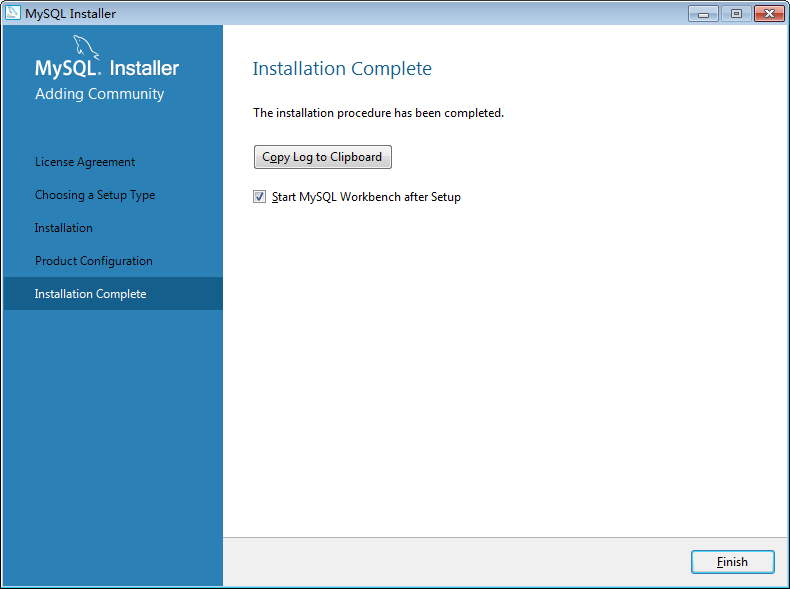 MySQL Installer
MySQL. Installer
Adding Community
License Agreement
Choosing a Setup Type
Installation
Product Configuration
Installation Complete
Installation Complete
The installation procedure has been completed.
Copy Log to Clipboard
Start MySQL Workbench after Setup
Finish